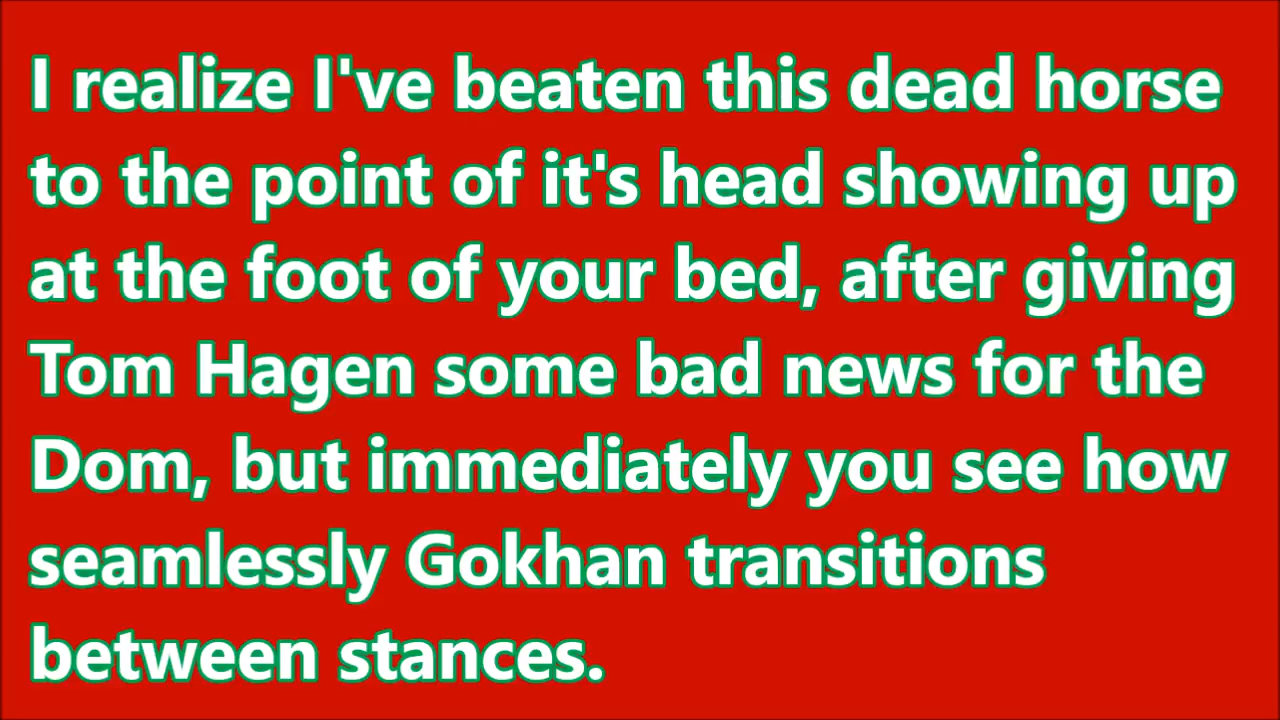 I realize I've beaten this dead horse
to the point of it's head showing up
at the foot of your bed, after giving
Tom Hagen some bad news for the
Dom, but immediately you see how
seamlessly Gokhan transitions
between stances.